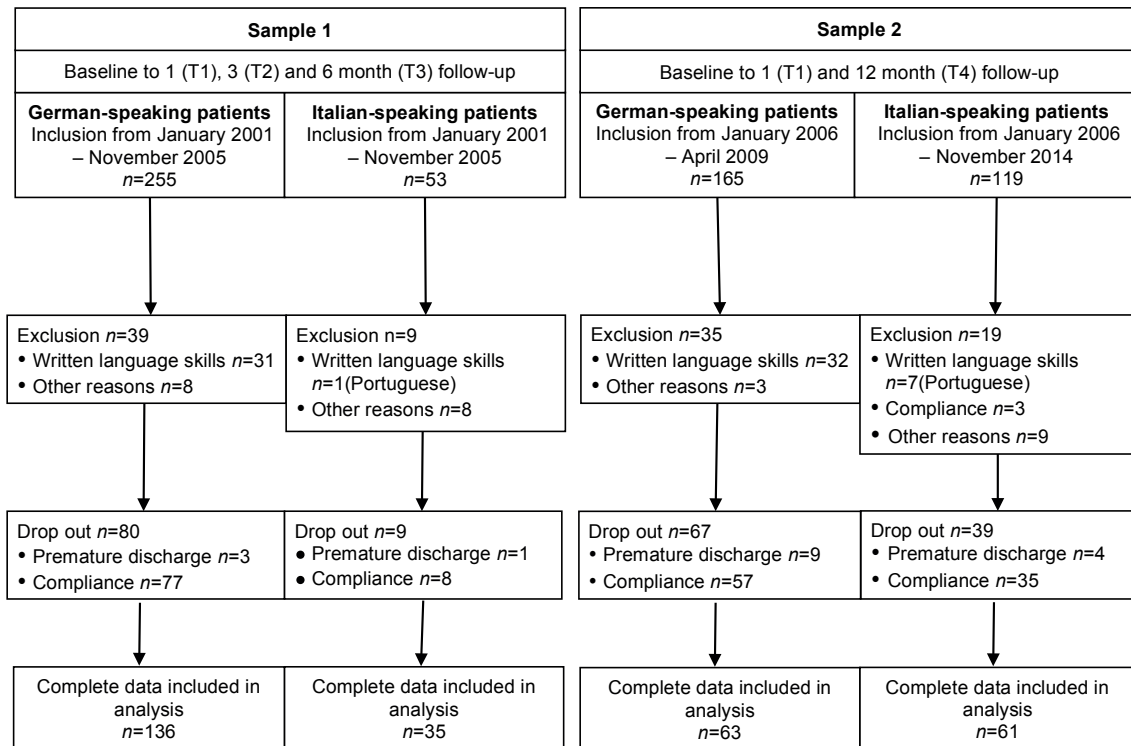 Sample 1
Baseline to 1 (T1), 3 (T2) and 6 month (T3) follow-up
German-speaking patients
Inclusion from January 2001
– November 2005
n=255
Italian-speaking patients
Inclusion from January 2001
– November 2005
n=53
Exclusion n=39
• Written language skills n=31
• Other reasons n=8
Exclusion n=9
• Written language skills
n=1(Portuguese)
• Other reasons n=8
Drop out n=80
• Premature discharge n=3
• Compliance n=77
Drop out n=9
● Premature discharge n=1
● Compliance n=8
Complete data included in
analysis
n=136
Complete data included in
analysis
n=35
Sample 2
Baseline to 1 (T1) and 12 month (T4) follow-up
German-speaking patients
Inclusion from January 2006
– April 2009
n=165
Italian-speaking patients
Inclusion from January 2006
– November 2014
n=119
Exclusion n=35
• Written language skills n=32
• Other reasons n=3
Exclusion n=19
• Written language skills
n=7(Portuguese)
• Compliance n=3
• Other reasons n=9
Drop out n=67
• Premature discharge n=9
• Compliance n=57
Drop out n=39
• Premature discharge n=4
• Compliance n=35
Complete data included in
analysis
n=63
Complete data included in
analysis
n=61